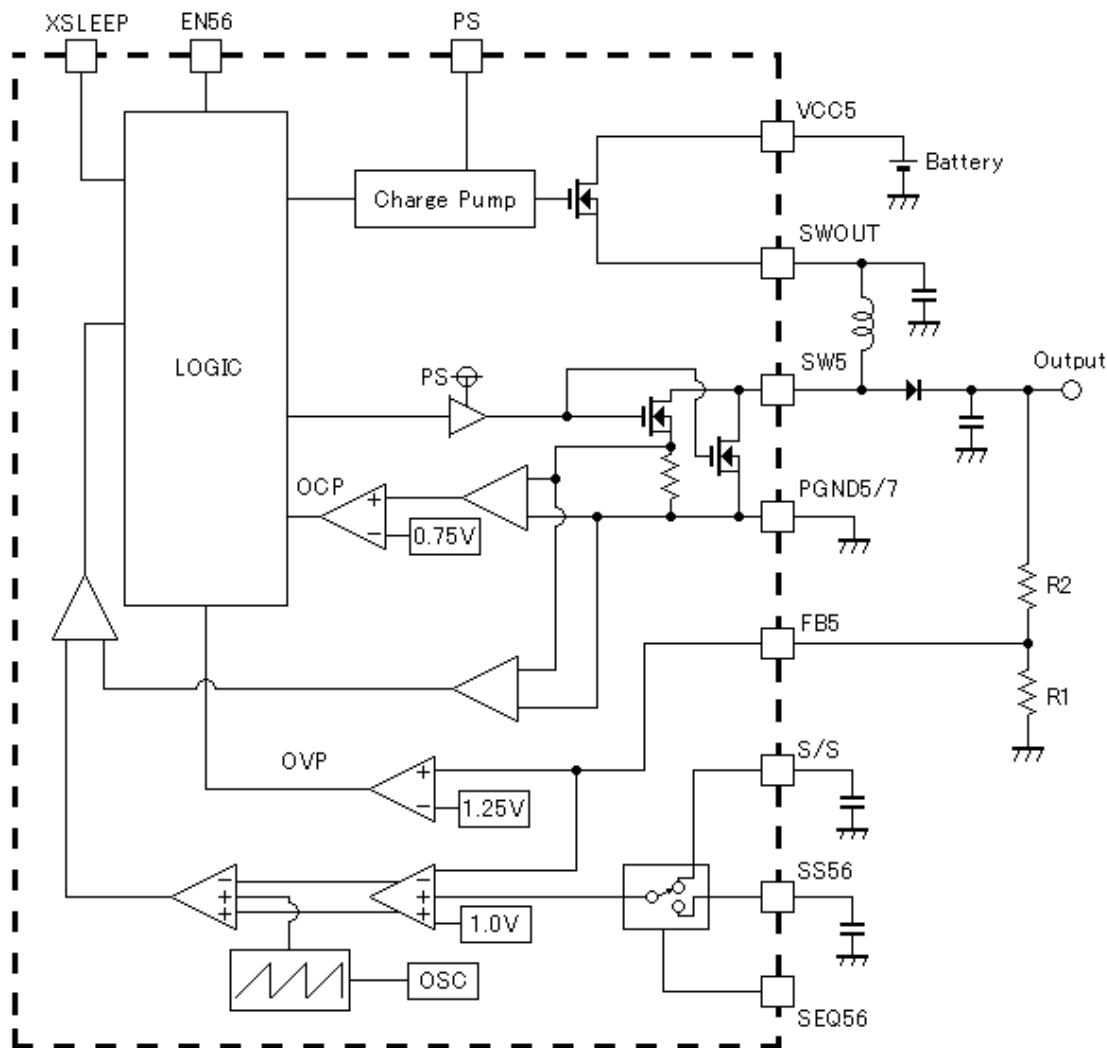 XSLEEP
EN56
PS
VCC5
Battery
Charge Pump
SWOUT
LOGIC
PS
SW5
Output
OCP
+
−
0.75V
PGND5/7
R2
FB5
R1
S/S
OVP
+
−
1.25V
SS56
−
+
+
−
+
+
1.0V
OSC
SEQ56